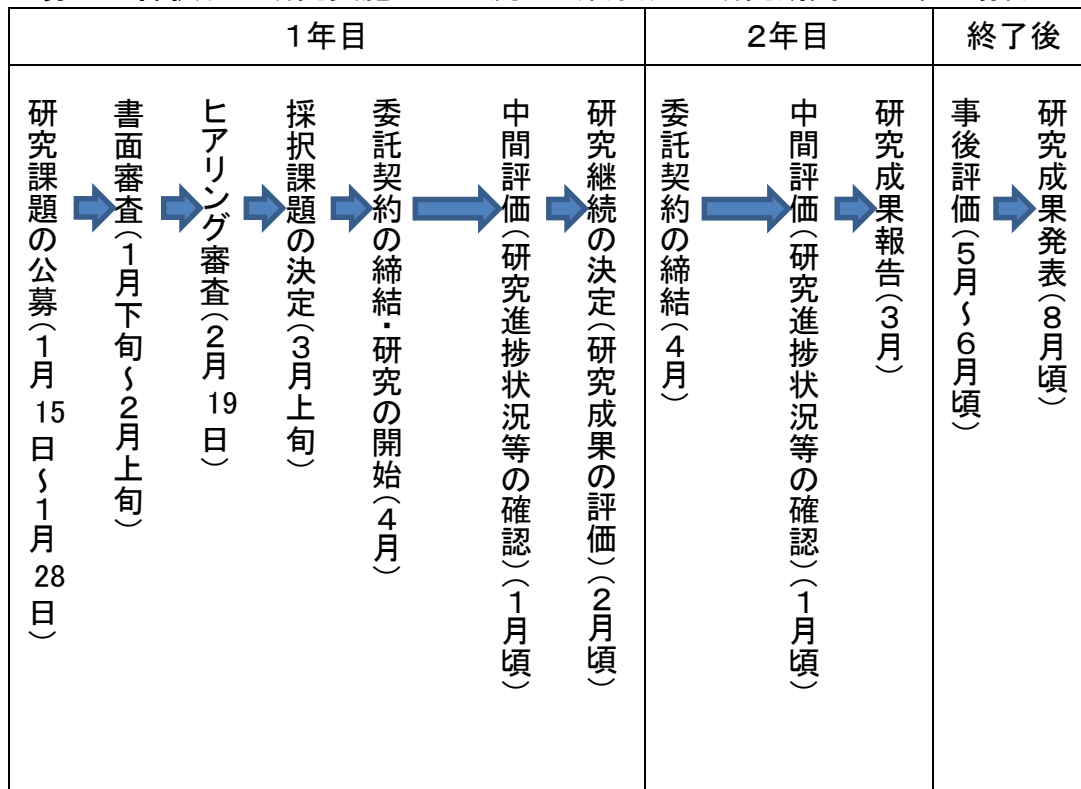 1年目
研究課題の公募(1月15日~1月28日)
書面審査(1月下旬~2月上旬)
ヒアリング審査(2月19日)
採択課題の決定(3月上旬)
委託契約の締結・研究の開始(4月)
中間評価(研究進捗状況等の確認)(1月頃)
研究継続の決定(研究成果の評価)(2月頃)
2年目
委託契約の締結(4月)
中間評価(研究進捗状況等の確認)(1月頃)
研究成果報告(3月)
終了後
事後評価(5月~6月頃)
研究成果発表(8月頃)